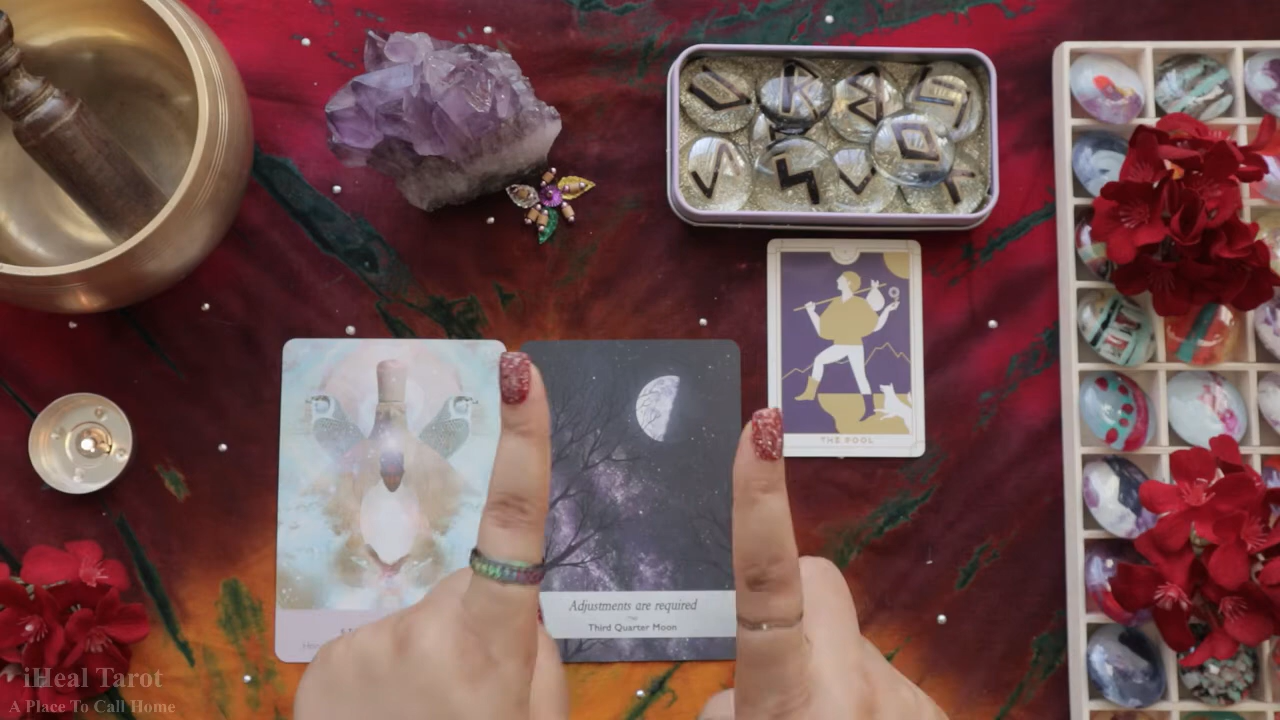 THE FOOL
Adjustments are required
Third Quarter Moon
iHeal Tarot
A Place To Call Home